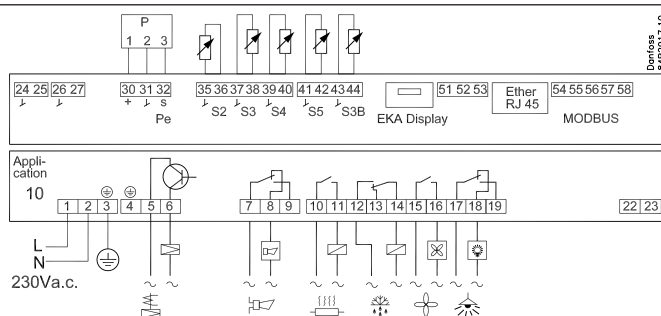 P
1 2 3
Danfoss
24 25 26 27 30 31 32 35 36 37 38 39 40 41 42 43 44 51 52 53 Ether RJ 45 54 55 56 57 58
+ s S2 S3 S4 S5 S3B
Pe EKA Display MODBUS
Appli-
cation
10
1 2 3 4 5 6 7 8 9 10 11 12 13 14 15 16 17 18 19 22 23
L
N
230Va.c.
~ ~ ~ ~ ~ ~ ~ ~ ~ ~ ~ ~